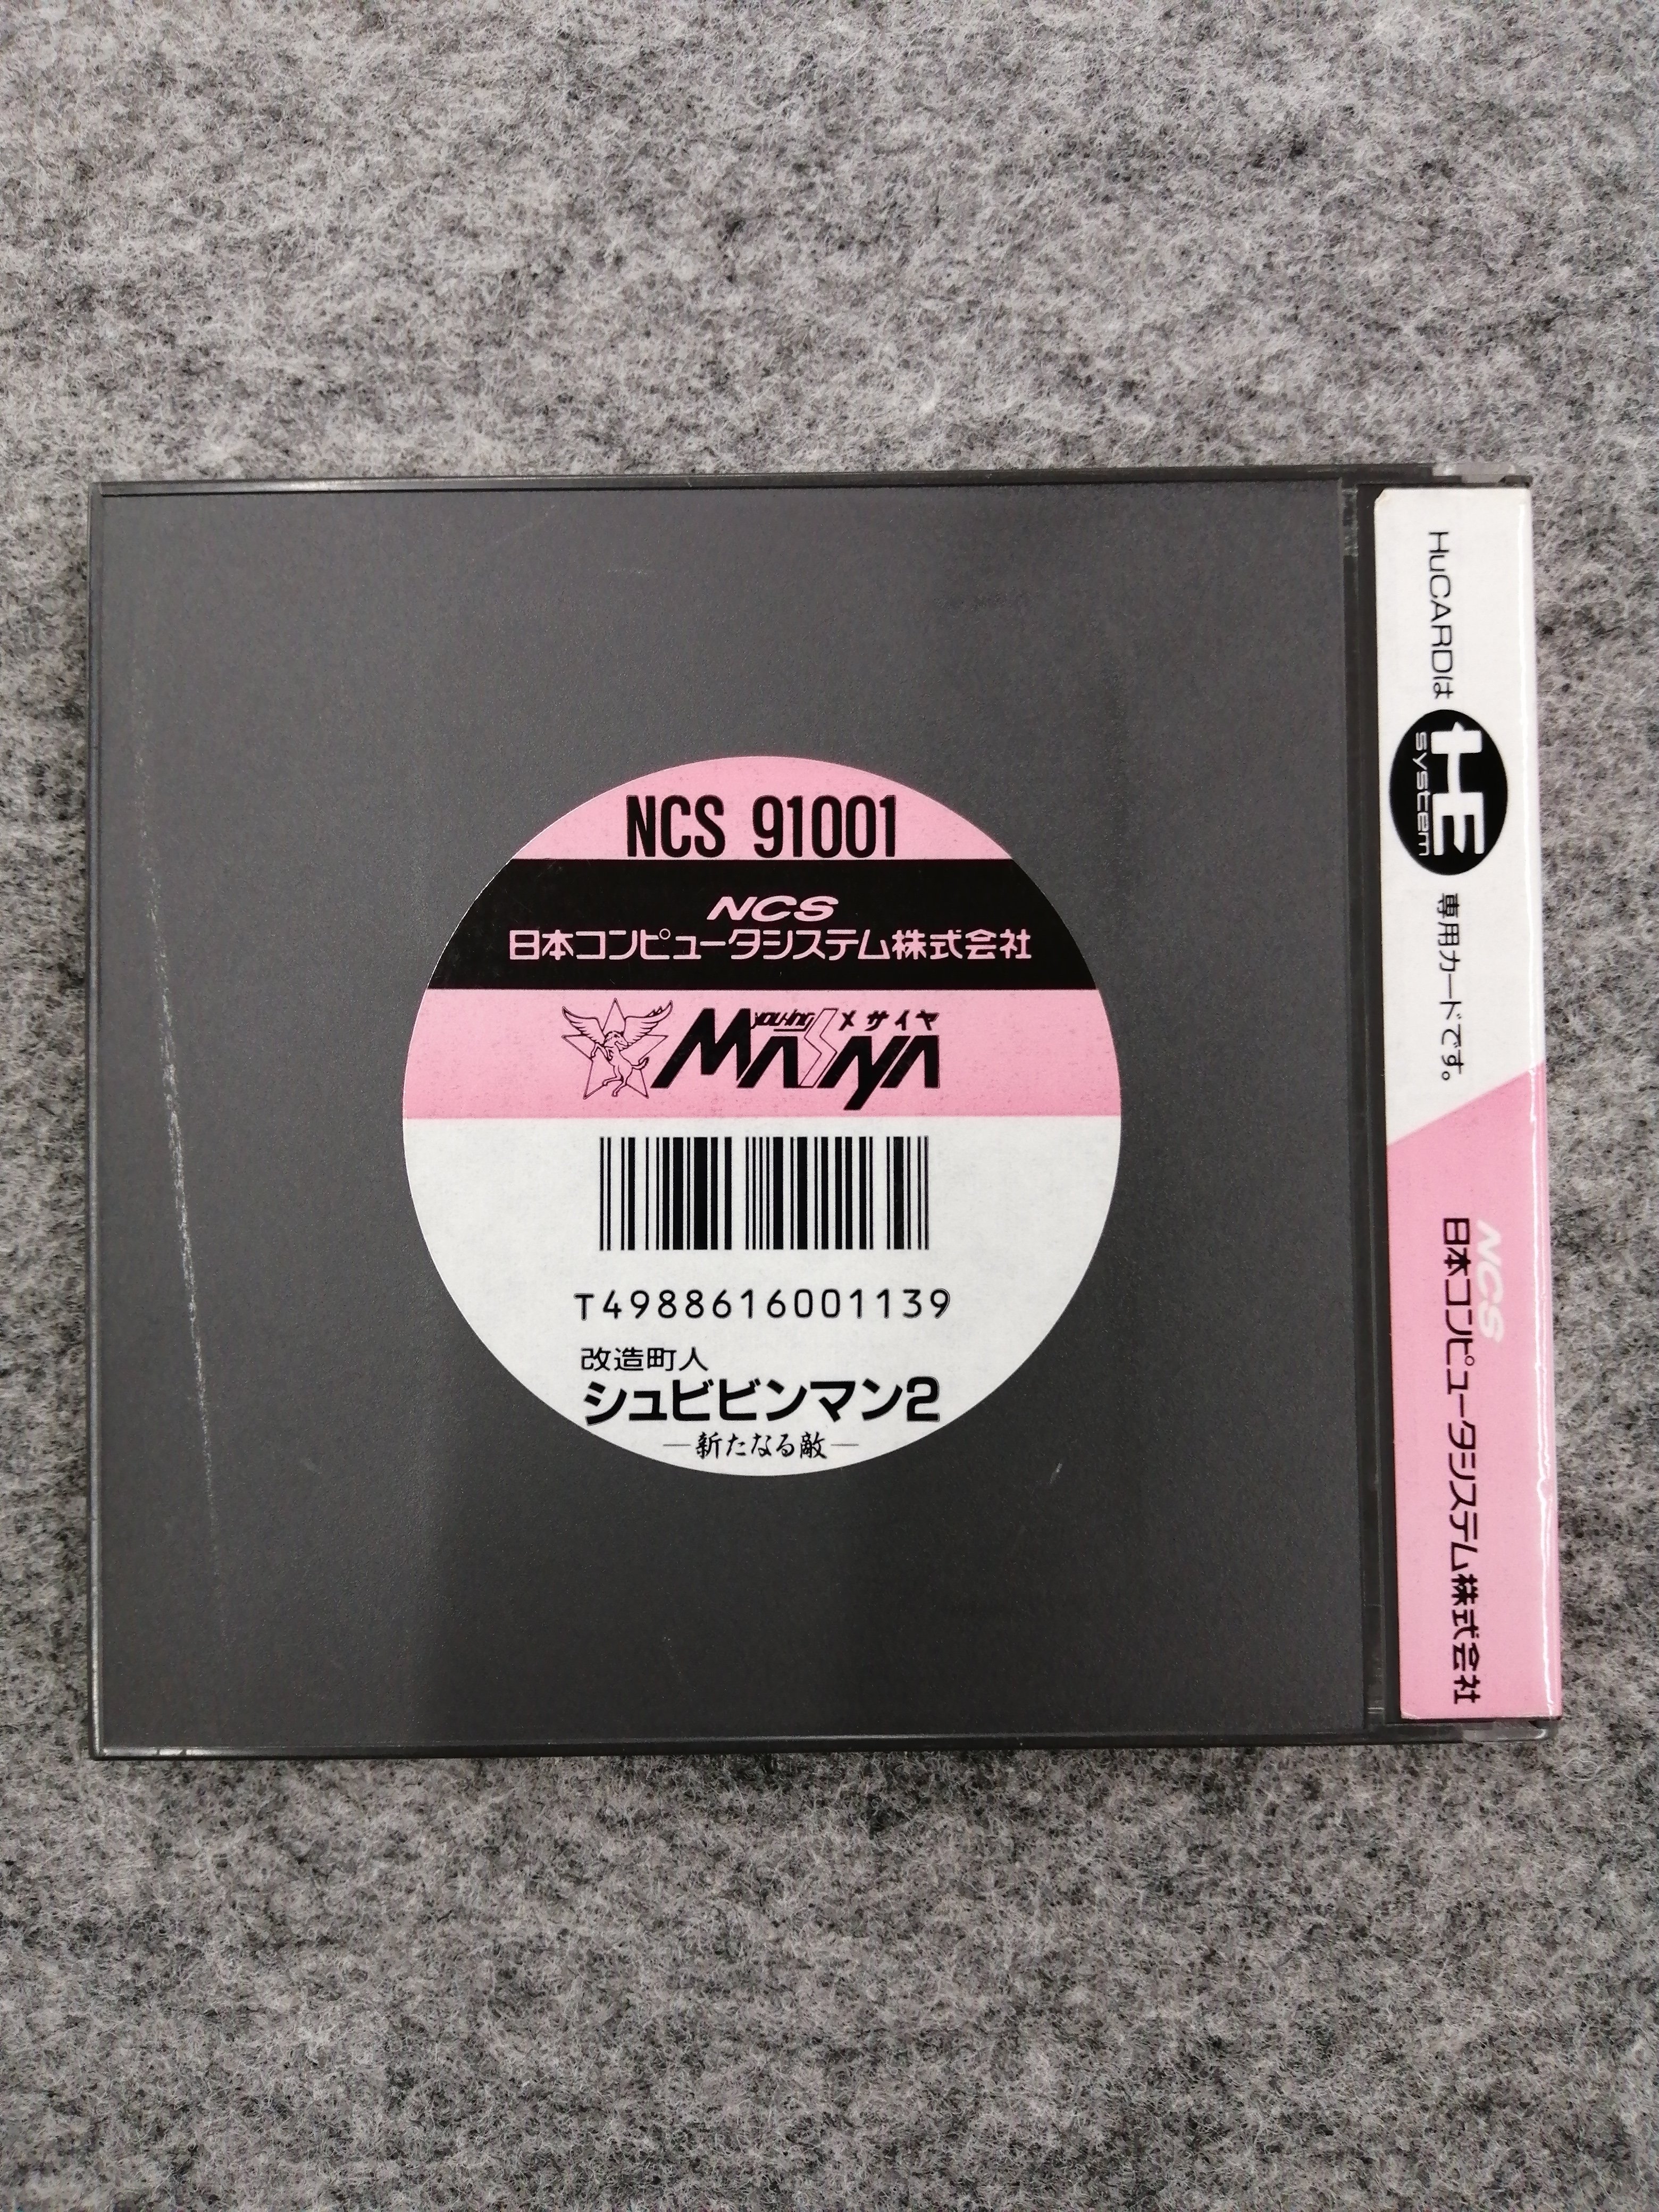 NCS 91001
NCS
日本コンピュータシステム株式会社
you-ing メサイヤ
MASAYA
T4988616001139
改造町人
シュビビンマン2
—新たなる敵—
HuCARDは HE system 専用カードです。
NCS
日本コンピュータシステム株式会社